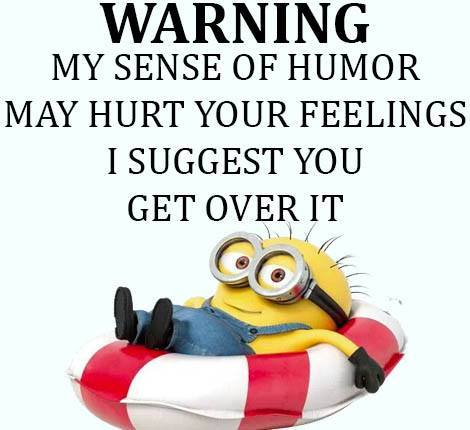 WARNING
MY SENSE OF HUMOR
MAY HURT YOUR FEELINGS
I SUGGEST YOU
GET OVER IT